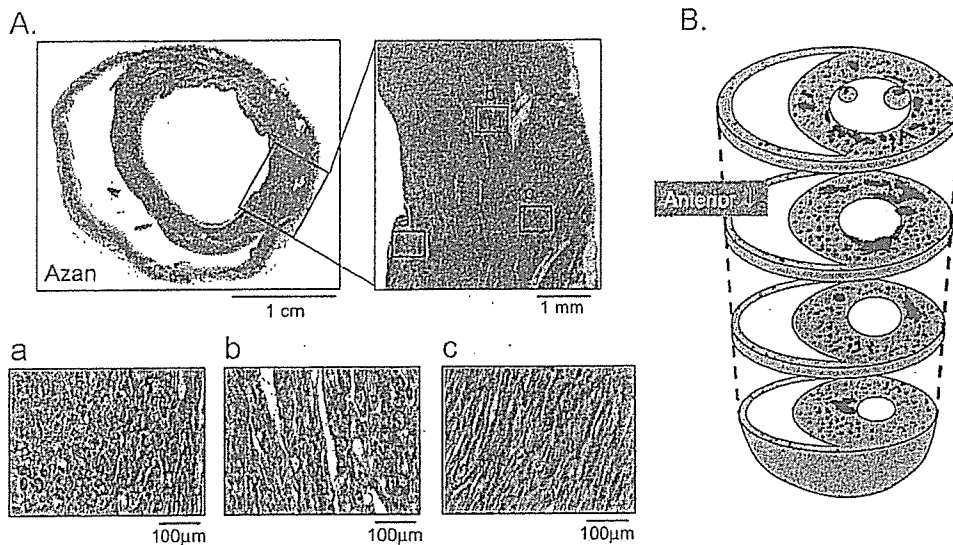 A.
B.
Azan
1 cm
1 mm
Anterior ↓
a
b
c
100μm
100μm
100μm